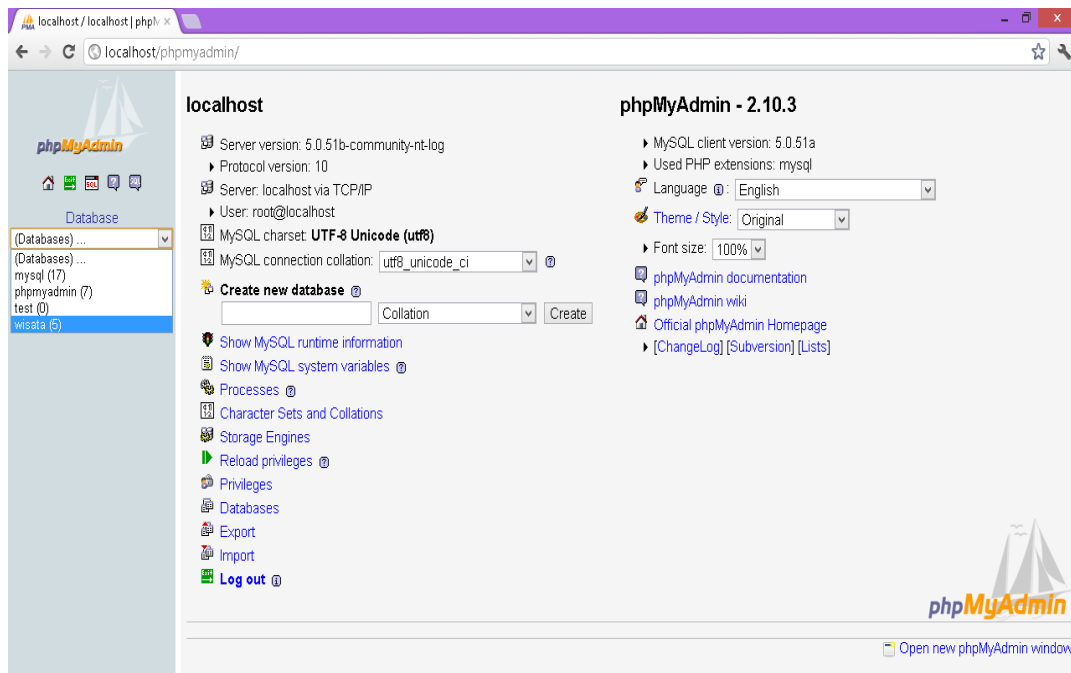 localhost / localhost | phpM
localhost/phpmyadmin/
phpMyAdmin
Database
(Databases) ...
(Databases) ...
mysql (17)
phpmyadmin (7)
test (0)
wisata (5)
localhost
Server version: 5.0.51b-community-nt-log
Protocol version: 10
Server: localhost via TCP/IP
User: root@localhost
MySQL charset: UTF-8 Unicode (utf8)
MySQL connection collation: utf8_unicode_ci
Create new database
Collation Create
Show MySQL runtime information
Show MySQL system variables
Processes
Character Sets and Collations
Storage Engines
Reload privileges
Privileges
Databases
Export
Import
Log out
phpMyAdmin - 2.10.3
MySQL client version: 5.0.51a
Used PHP extensions: mysql
Language : English
Theme / Style: Original
Font size: 100%
phpMyAdmin documentation
phpMyAdmin wiki
Official phpMyAdmin Homepage
[ChangeLog] [Subversion] [Lists]
phpMyAdmin
Open new phpMyAdmin window